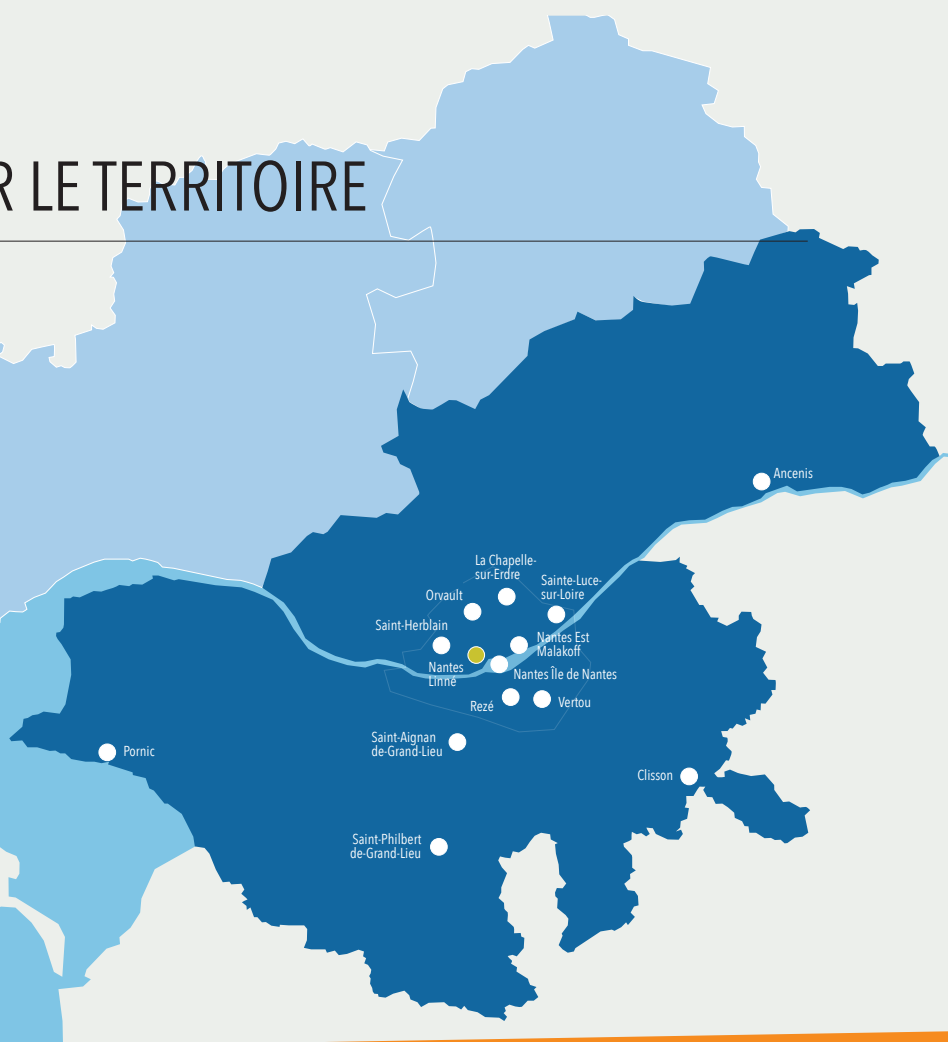 R LE TERRITOIRE
Ancenis
La Chapelle-
sur-Erdre
Sainte-Luce-
sur-Loire
Orvault
Saint-Herblain
Nantes Est
Malakoff
Nantes
Linné
Nantes Île de Nantes
Rezé
Vertou
Saint-Aignan
de-Grand-Lieu
Pornic
Clisson
Saint-Philbert
de-Grand-Lieu